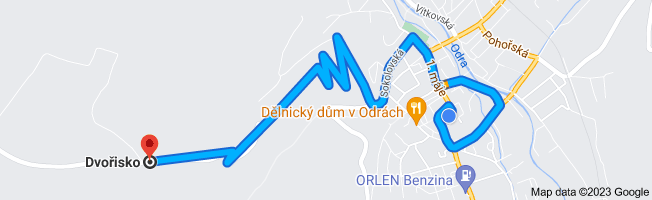 Vítkovská
Odra
Pohořská
Sokolovská
1. máje
Dělnický dům v Odrách
Dvořisko
ORLEN Benzina
Map data ©2023 Google